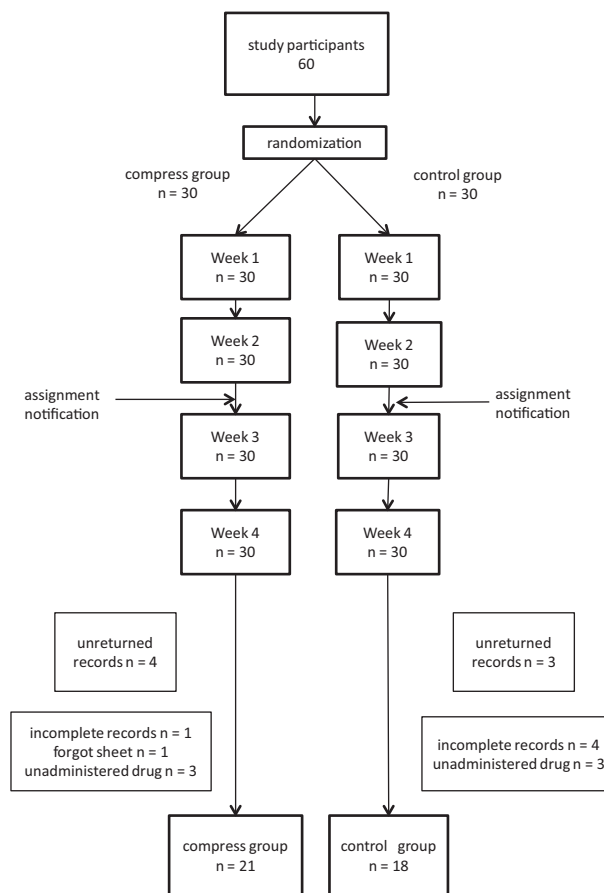 study participants
60
randomization
compress group
n = 30
control group
n = 30
Week 1
n = 30
Week 1
n = 30
Week 2
n = 30
Week 2
n = 30
assignment
notification
assignment
notification
Week 3
n = 30
Week 3
n = 30
Week 4
n = 30
Week 4
n = 30
unreturned
records n = 4
unreturned
records n = 3
incomplete records n = 1
forgot sheet n = 1
unadministered drug n = 3
incomplete records n = 4
unadministered drug n = 3
compress group
n = 21
control group
n = 18